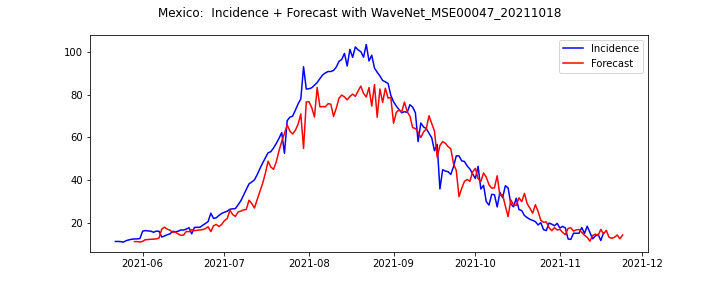 Mexico:  Incidence + Forecast with WaveNet_MSE00047_20211018
Incidence
Forecast
100
80
60
40
20
2021-06 2021-07 2021-08 2021-09 2021-10 2021-11 2021-12